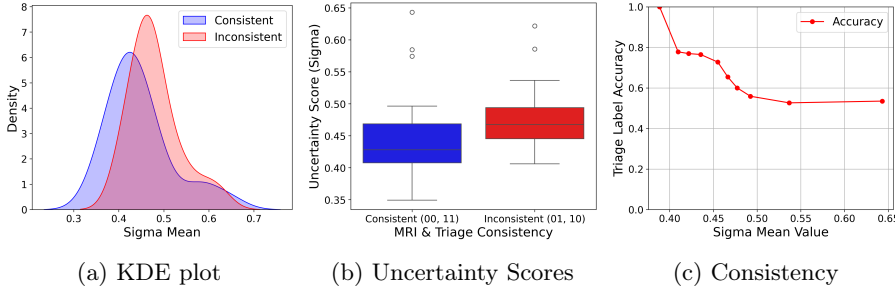 8
7
6
5
4
3
2
1
0
Density
0.3 0.4 0.5 0.6 0.7
Sigma Mean
Consistent
Inconsistent
(a) KDE plot
0.65
0.60
0.55
0.50
0.45
0.40
0.35
Uncertainty Score (Sigma)
Consistent (00, 11) Inconsistent (01, 10)
MRI & Triage Consistency
(b) Uncertainty Scores
1.0
0.8
0.6
0.4
0.2
0.0
Triage Label Accuracy
0.40 0.45 0.50 0.55 0.60 0.65
Sigma Mean Value
Accuracy
(c) Consistency